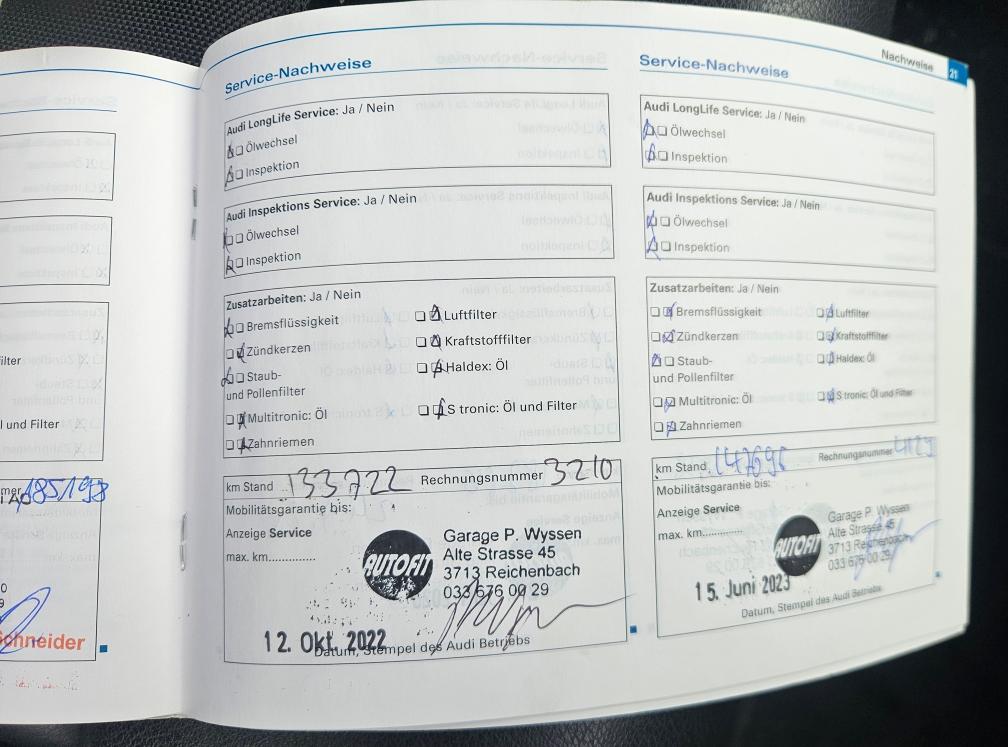 Nachweise 21
Service-Nachweise
Audi LongLife Service: Ja / Nein
Ölwechsel
Inspektion
Audi Inspektions Service: Ja / Nein
Ölwechsel
Inspektion
Zusatzarbeiten: Ja / Nein
Bremsflüssigkeit
Luftfilter
Zündkerzen
Kraftstofffilter
Staub-
und Pollenfilter
Haldex: Öl
Multitronic: Öl
S tronic: Öl und Filter
Zahnriemen
km Stand 133722 Rechnungsnummer 3210
Mobilitätsgarantie bis:
Anzeige Service
max. km..............
AUTOFIT
Garage P. Wyssen
Alte Strasse 45
3713 Reichenbach
033 676 00 29
12. Okt. 2022
Datum, Stempel des Audi Betriebs
Service-Nachweise
Audi LongLife Service: Ja / Nein
Ölwechsel
Inspektion
Audi Inspektions Service: Ja / Nein
Ölwechsel
Inspektion
Zusatzarbeiten: Ja / Nein
Bremsflüssigkeit
Luftfilter
Zündkerzen
Kraftstofffilter
Staub-
und Pollenfilter
Haldex: Öl
Multitronic: Öl
S tronic: Öl und Filter
Zahnriemen
km Stand 147696 Rechnungsnummer
Mobilitätsgarantie bis:
Anzeige Service
max. km..............
AUTOFIT
Garage P. Wyssen
Alte Strasse 45
3713 Reichenbach
033 676 00 29
15. Juni 2023
Datum, Stempel des Audi Betriebs
ilter
l und Filter
185198
chneider